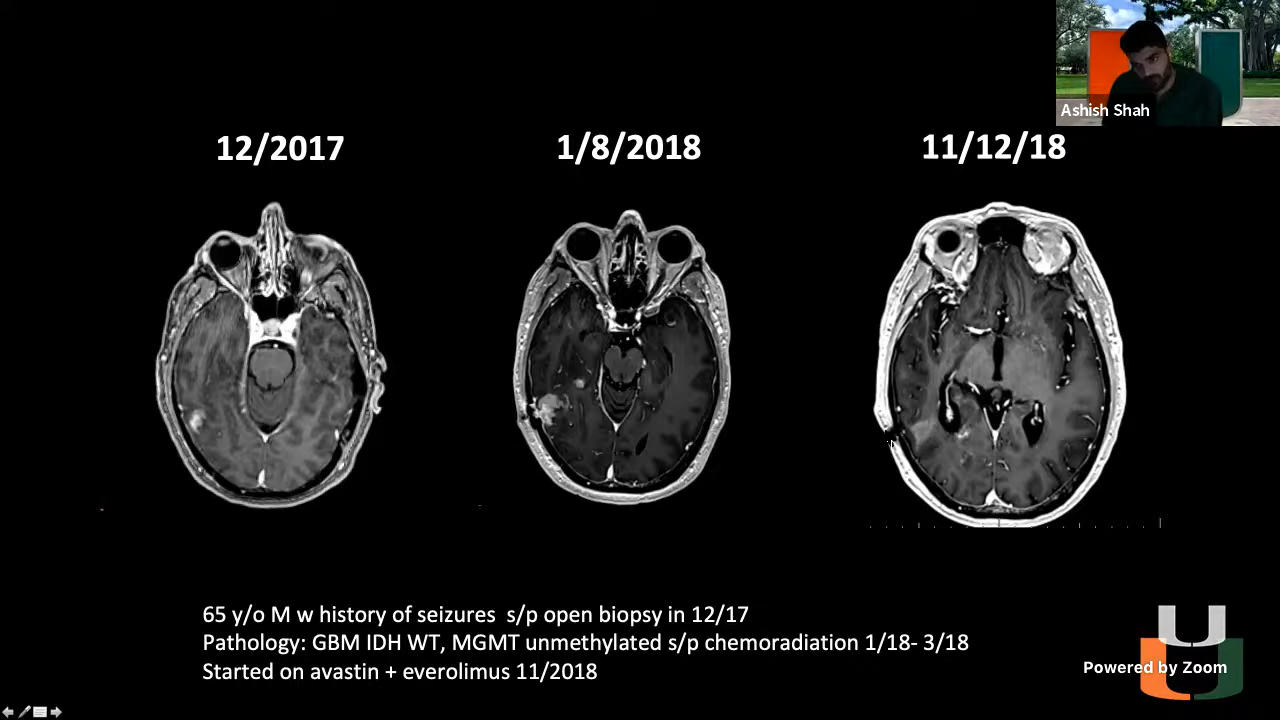 Ashish Shah
12/2017
1/8/2018
11/12/18
65 y/o M w history of seizures s/p open biopsy in 12/17
Pathology: GBM IDH WT, MGMT unmethylated s/p chemoradiation 1/18- 3/18
Started on avastin + everolimus 11/2018
Powered by Zoom